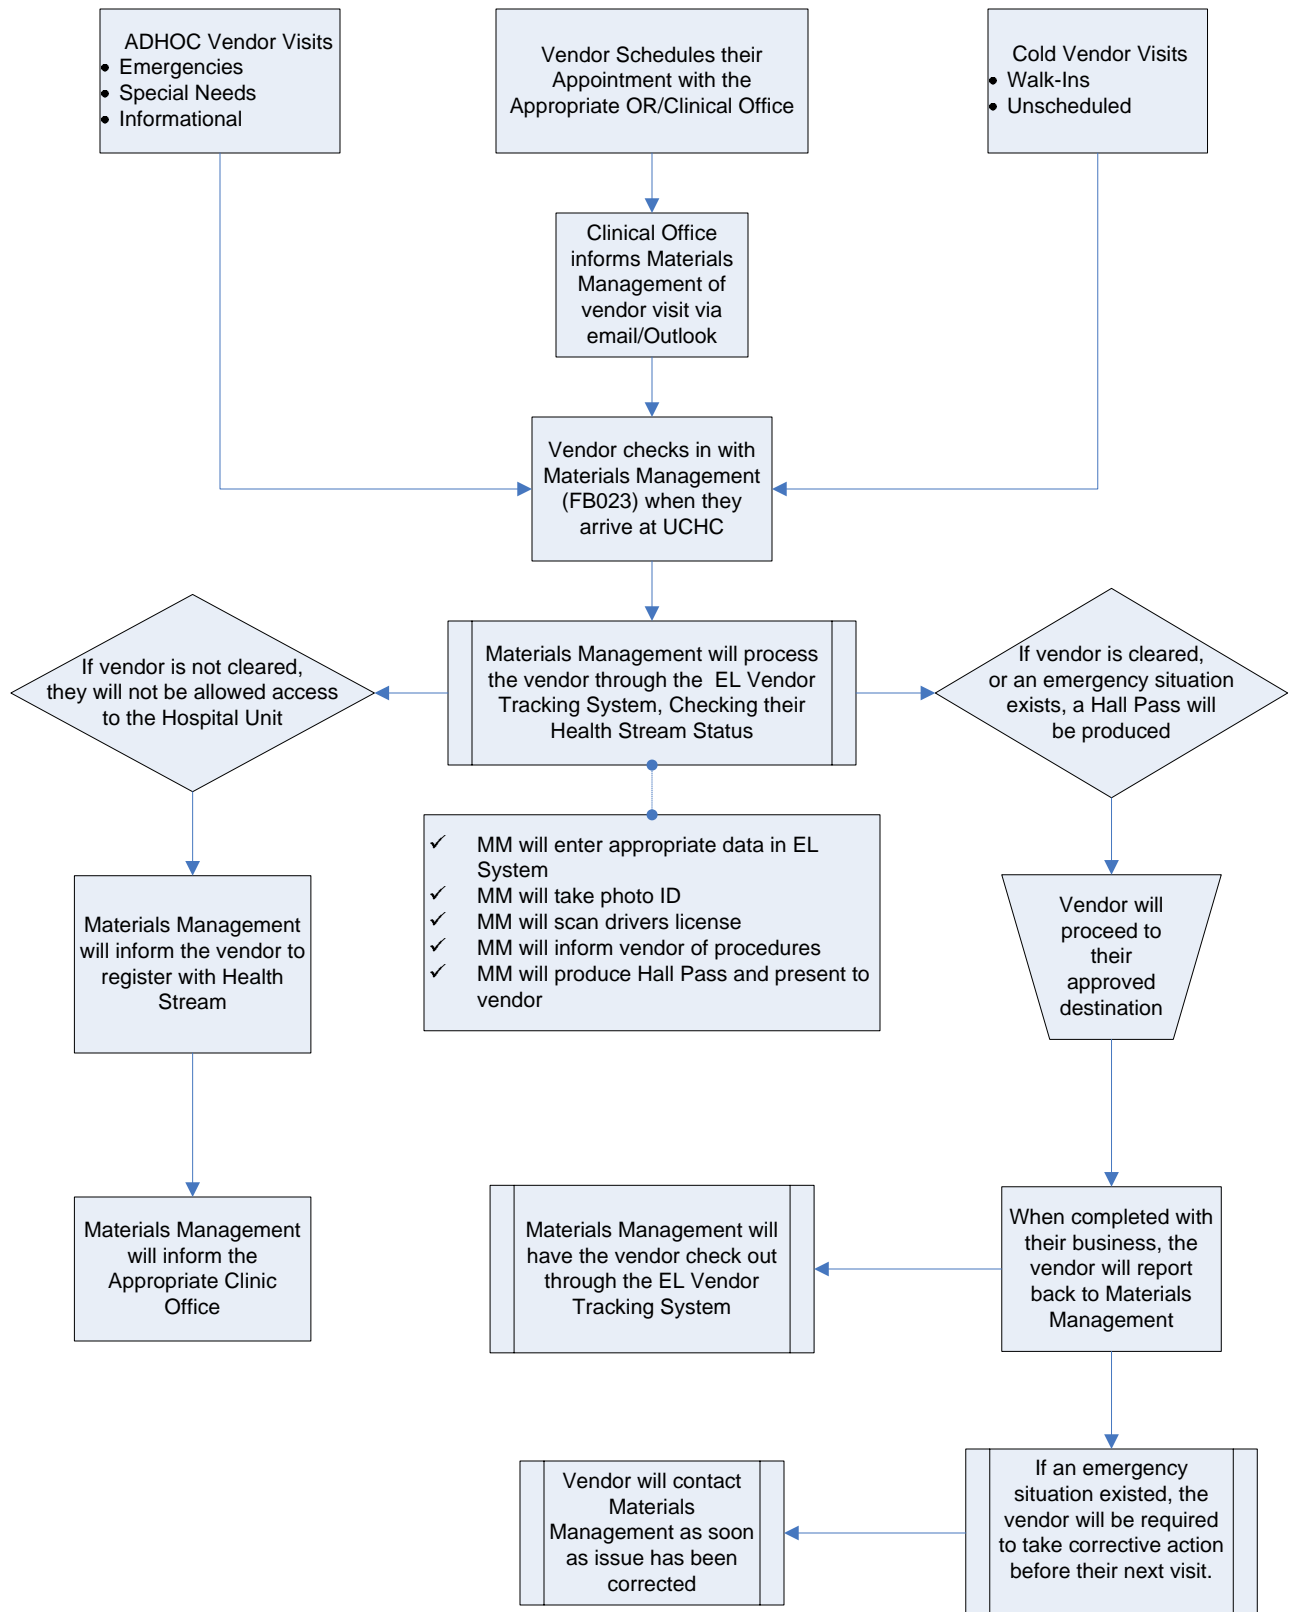 ADHOC Vendor Visits
• Emergencies
• Special Needs
• Informational
Vendor Schedules their
Appointment with the
Appropriate OR/Clinical Office
Cold Vendor Visits
• Walk-Ins
• Unscheduled
Clinical Office
informs Materials
Management of
vendor visit via
email/Outlook
Vendor checks in with
Materials Management
(FB023) when they
arrive at UCHC
If vendor is not cleared,
they will not be allowed access
to the Hospital Unit
Materials Management will process
the vendor through the EL Vendor
Tracking System, Checking their
Health Stream Status
If vendor is cleared,
or an emergency situation
exists, a Hall Pass will
be produced
✓ MM will enter appropriate data in EL
System
✓ MM will take photo ID
✓ MM will scan drivers license
✓ MM will inform vendor of procedures
✓ MM will produce Hall Pass and present to
vendor
Materials Management
will inform the vendor to
register with Health
Stream
Vendor will
proceed to
their
approved
destination
Materials Management
will inform the
Appropriate Clinic
Office
Materials Management will
have the vendor check out
through the EL Vendor
Tracking System
When completed with
their business, the
vendor will report
back to Materials
Management
Vendor will contact
Materials
Management as soon
as issue has been
corrected
If an emergency
situation existed, the
vendor will be required
to take corrective action
before their next visit.